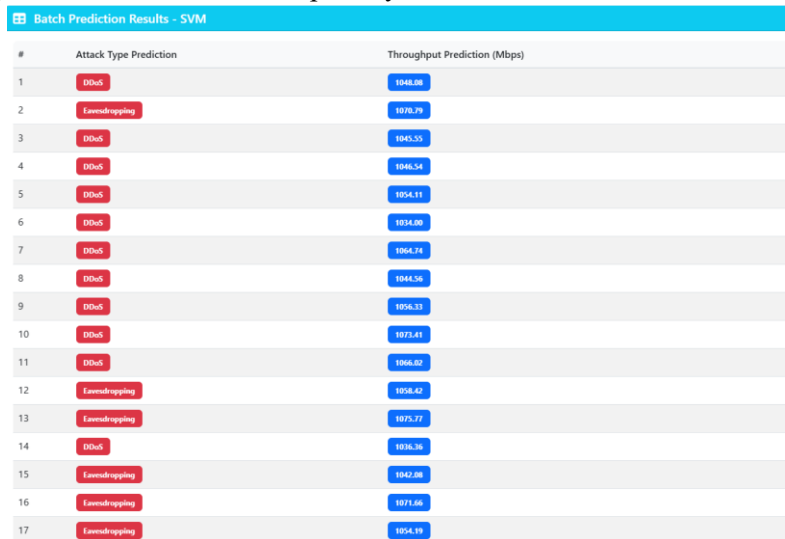 Batch Prediction Results - SVM
# Attack Type Prediction Throughput Prediction (Mbps)
1 DDoS 1048.08
2 Eavesdropping 1070.79
3 DDoS 1045.55
4 DDoS 1046.54
5 DDoS 1054.11
6 DDoS 1034.00
7 DDoS 1064.74
8 DDoS 1044.56
9 DDoS 1056.33
10 DDoS 1073.41
11 DDoS 1066.02
12 Eavesdropping 1058.42
13 Eavesdropping 1075.77
14 DDoS 1036.36
15 Eavesdropping 1042.08
16 Eavesdropping 1071.66
17 Eavesdropping 1054.19